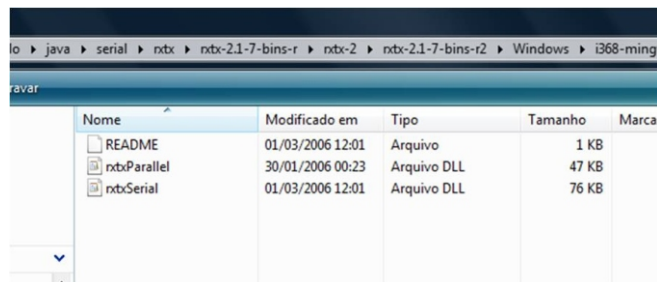 lo ▸ java ▸ serial ▸ rxtx ▸ rxtx-2.1-7-bins-r ▸ rxtx-2 ▸ rxtx-2.1-7-bins-r2 ▸ Windows ▸ i368-ming
ravar
Nome Modificado em Tipo Tamanho Marca
README 01/03/2006 12:01 Arquivo 1 KB
rxtxParallel 30/01/2006 00:23 Arquivo DLL 47 KB
rxtxSerial 01/03/2006 12:01 Arquivo DLL 76 KB